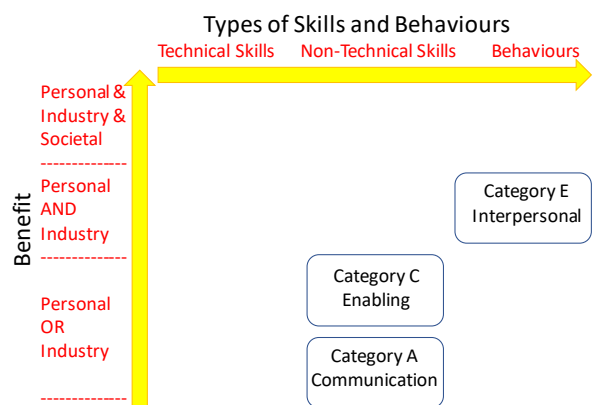 Types of Skills and Behaviours
Technical Skills
Non-Technical Skills
Behaviours
Benefit
Personal &
Industry &
Societal
--------------
Personal
AND
Industry
--------------
Personal
OR
Industry
--------------
Category E
Interpersonal
Category C
Enabling
Category A
Communication